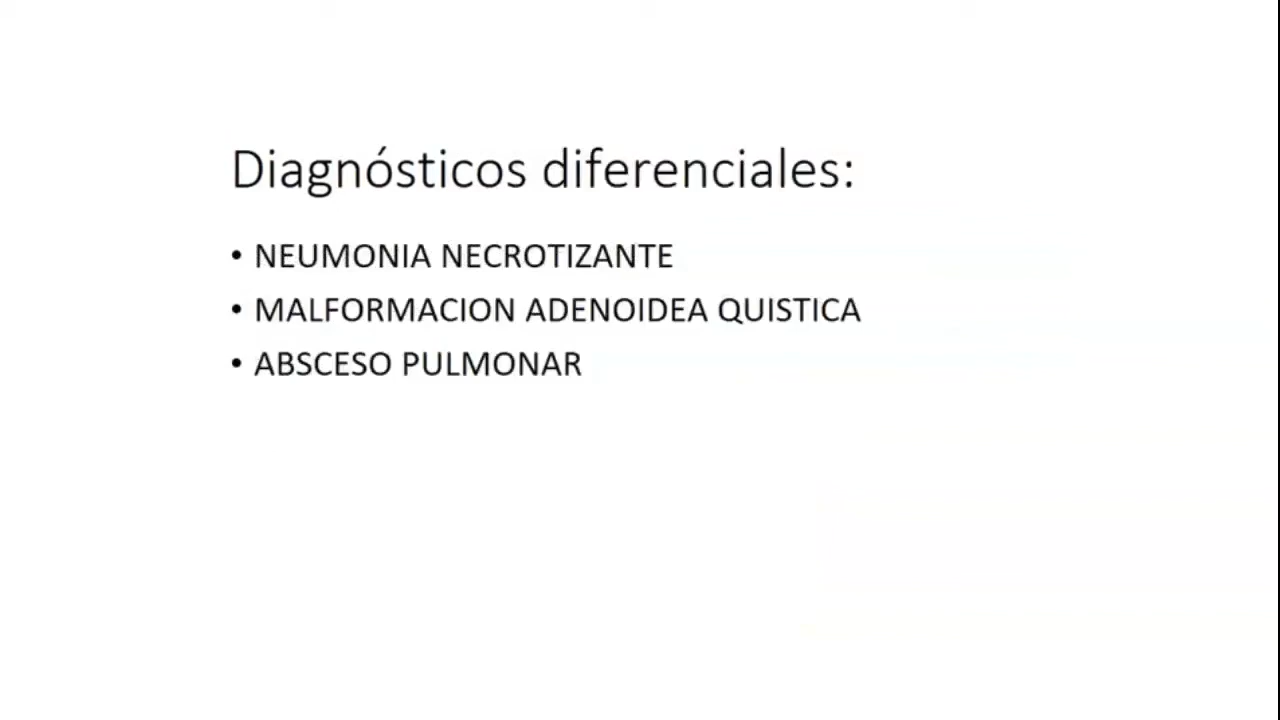 Diagnósticos diferenciales:
• NEUMONIA NECROTIZANTE
• MALFORMACION ADENOIDEA QUISTICA
• ABSCESO PULMONAR